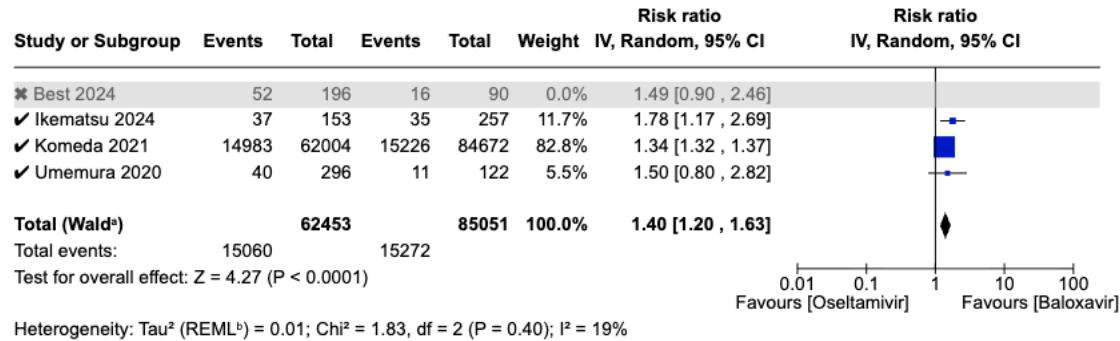 Risk ratio Risk ratio
Study or Subgroup Events Total Events Total Weight IV, Random, 95% CI IV, Random, 95% CI
✖ Best 2024 52 196 16 90 0.0% 1.49 [0.90 , 2.46]
✔ Ikematsu 2024 37 153 35 257 11.7% 1.78 [1.17 , 2.69]
✔ Komeda 2021 14983 62004 15226 84672 82.8% 1.34 [1.32 , 1.37]
✔ Umemura 2020 40 296 11 122 5.5% 1.50 [0.80 , 2.82]
Total (Waldᵃ) 62453 85051 100.0% 1.40 [1.20 , 1.63]
Total events: 15060 15272
Test for overall effect: Z = 4.27 (P < 0.0001)
0.01 0.1 1 10 100
Favours [Oseltamivir] Favours [Baloxavir]
Heterogeneity: Tau² (REMLᵇ) = 0.01; Chi² = 1.83, df = 2 (P = 0.40); I² = 19%